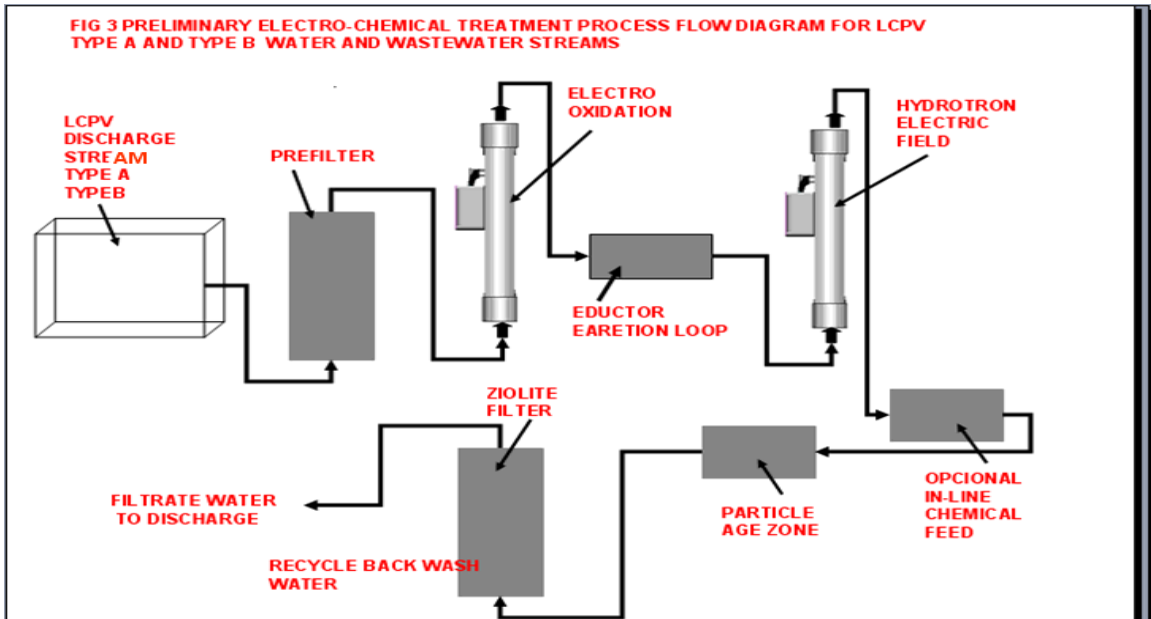 FIG 3 PRELIMINARY ELECTRO-CHEMICAL TREATMENT PROCESS FLOW DIAGRAM FOR LCPV
TYPE A AND TYPE B WATER AND WASTEWATER STREAMS
LCPV
DISCHARGE
STREAM
TYPE A
TYPEB
PREFILTER
ELECTRO
OXIDATION
HYDROTRON
ELECTRIC
FIELD
EDUCTOR
EARETION LOOP
ZIOLITE
FILTER
OPCIONAL
IN-LINE
CHEMICAL
FEED
PARTICLE
AGE ZONE
FILTRATE WATER
TO DISCHARGE
RECYCLE BACK WASH
WATER